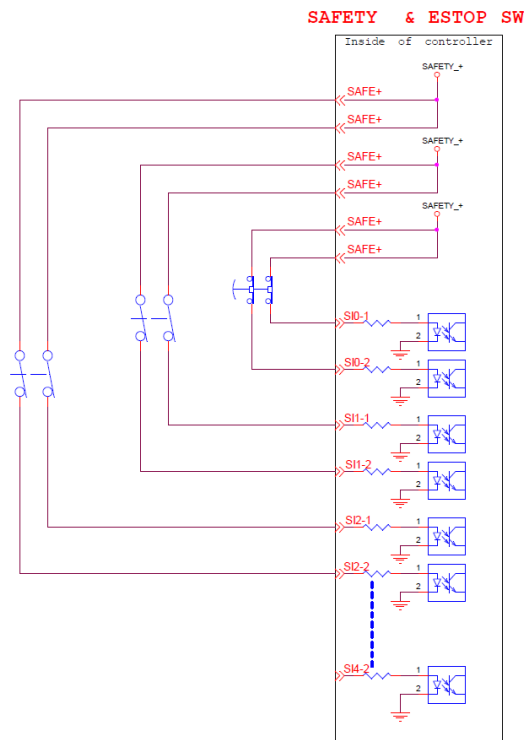 SAFETY & ESTOP SW
Inside of controller
SAFETY_+
SAFE+
SAFE+
SAFETY_+
SAFE+
SAFE+
SAFETY_+
SAFE+
SAFE+
SI0-1
1
2
SI0-2
1
2
SI1-1
1
2
SI1-2
1
2
SI2-1
1
2
SI2-2
1
2
SI4-2
1
2